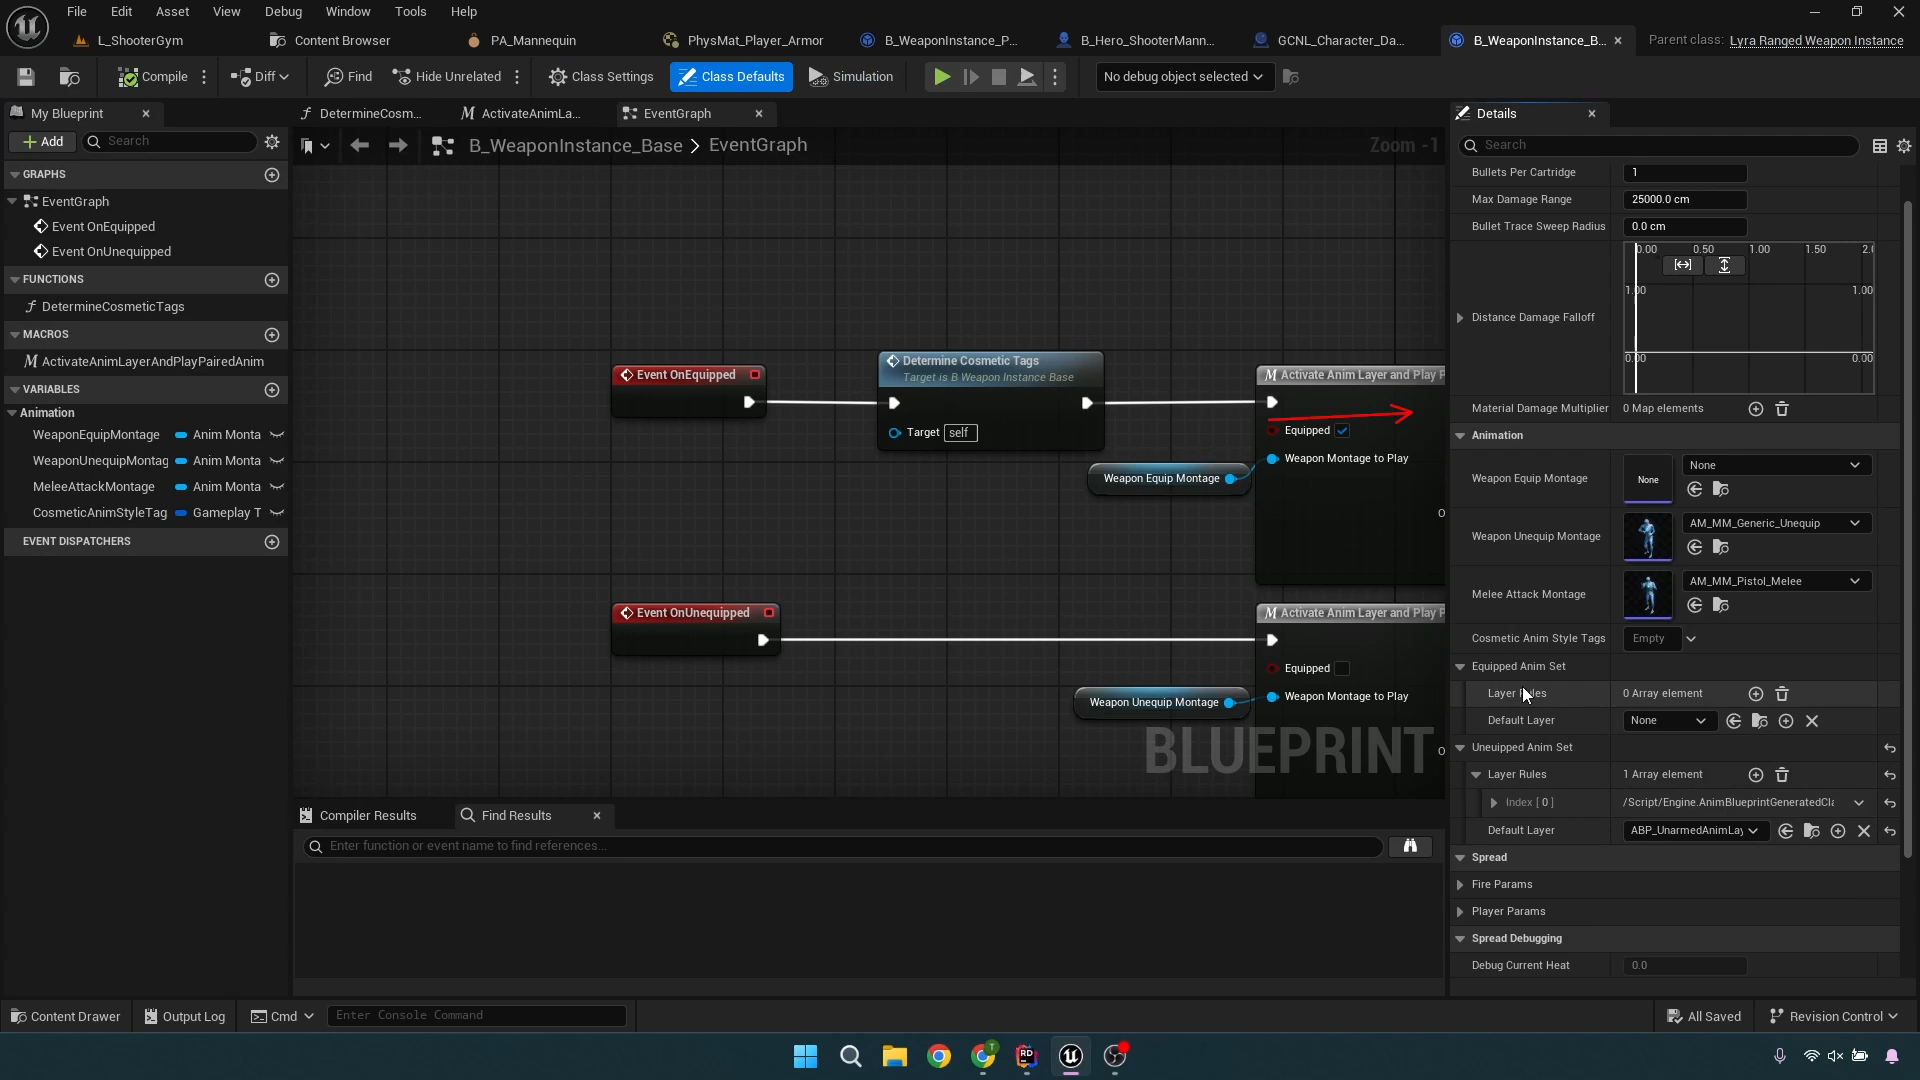 File Edit Asset View Debug Window Tools Help
L_ShooterGym
Content Browser
PA_Mannequin
PhysMat_Player_Armor
B_WeaponInstance_P...
B_Hero_ShooterMann...
GCNL_Character_Da...
B_WeaponInstance_B...
Parent class: Lyra Ranged Weapon Instance
Compile
Diff
Find
Hide Unrelated
Class Settings
Class Defaults
Simulation
No debug object selected
My Blueprint
Add
Search
GRAPHS
EventGraph
Event OnEquipped
Event OnUnequipped
FUNCTIONS
DetermineCosmeticTags
MACROS
ActivateAnimLayerAndPlayPairedAnim
VARIABLES
Animation
WeaponEquipMontage Anim Monta
WeaponUnequipMontag Anim Monta
MeleeAttackMontage Anim Monta
CosmeticAnimStyleTag Gameplay T
EVENT DISPATCHERS
DetermineCosm...
ActivateAnimLa...
EventGraph
B_WeaponInstance_Base > EventGraph
Zoom -1
Event OnEquipped
Determine Cosmetic Tags
Target is B Weapon Instance Base
Target self
Activate Anim Layer and Play P
Equipped
Weapon Montage to Play
Weapon Equip Montage
O
Event OnUnequipped
Activate Anim Layer and Play P
Equipped
Weapon Montage to Play
Weapon Unequip Montage
O
BLUEPRINT
Compiler Results
Find Results
Enter function or event name to find references...
Details
Search
Bullets Per Cartridge 1
Max Damage Range 25000.0 cm
Bullet Trace Sweep Radius 0.0 cm
Distance Damage Falloff
0.00 0.50 1.00 1.50 2.(
1.00 1.00
0.00 0.00
Material Damage Multiplier 0 Map elements
Animation
Weapon Equip Montage None None
Weapon Unequip Montage AM_MM_Generic_Unequip
Melee Attack Montage AM_MM_Pistol_Melee
Cosmetic Anim Style Tags Empty
Equipped Anim Set
Layer Rules 0 Array element
Default Layer None
Uneuipped Anim Set
Layer Rules 1 Array element
Index [ 0 ] /Script/Engine.AnimBlueprintGeneratedCla
Default Layer ABP_UnarmedAnimLay
Spread
Fire Params
Player Params
Spread Debugging
Debug Current Heat 0.0
Content Drawer
Output Log
Cmd
Enter Console Command
All Saved
Revision Control
T
RD